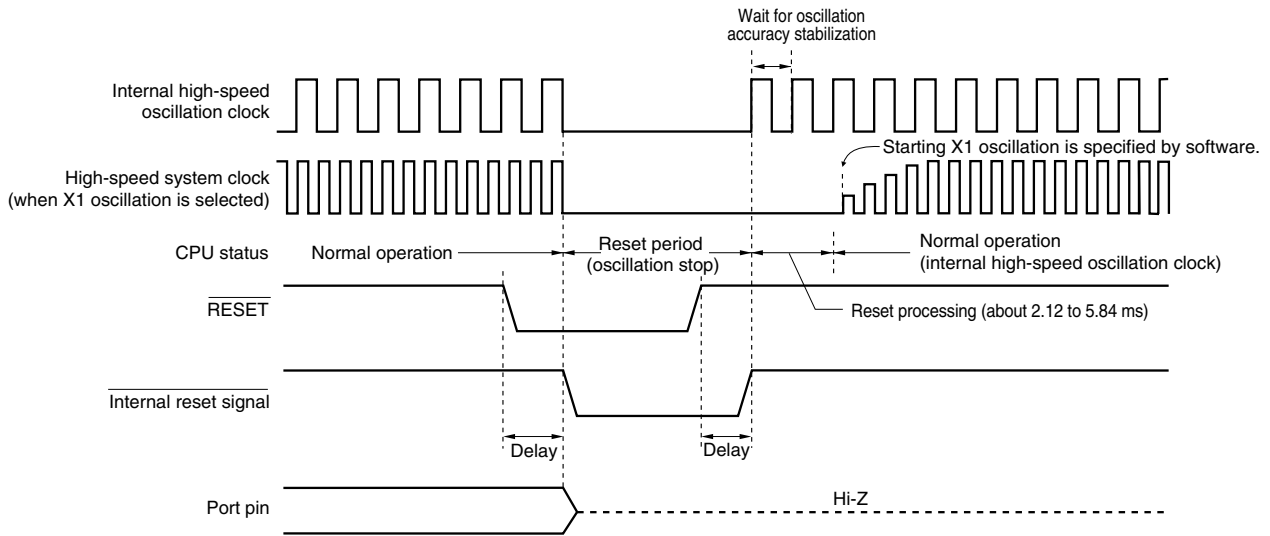 Wait for oscillation
accuracy stabilization
Internal high-speed
oscillation clock
Starting X1 oscillation is specified by software.
High-speed system clock
(when X1 oscillation is selected)
CPU status
Normal operation
Reset period
(oscillation stop)
Normal operation
(internal high-speed oscillation clock)
RESET
Reset processing (about 2.12 to 5.84 ms)
Internal reset signal
Delay
Delay
Port pin
Hi-Z